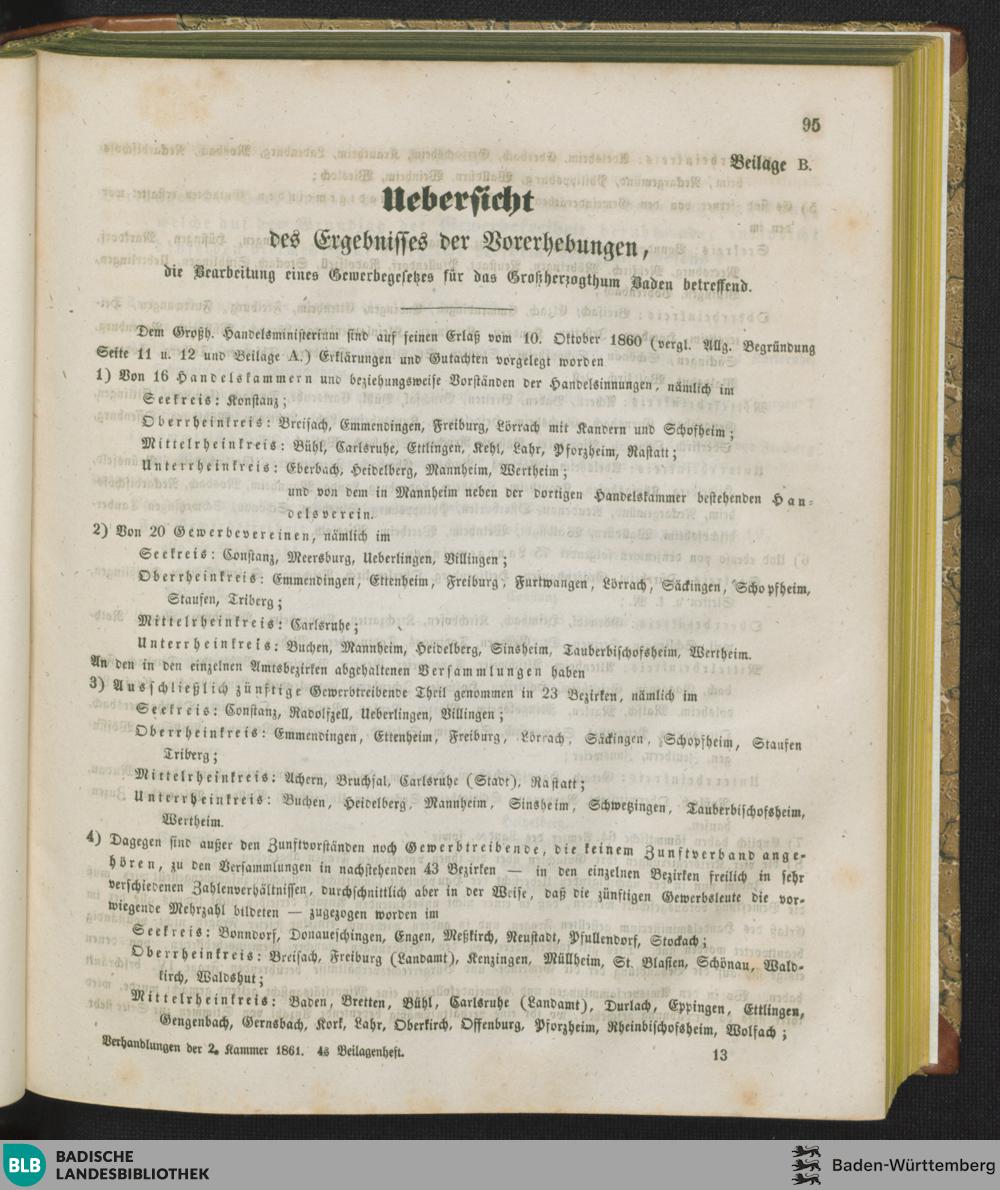 95
Beilage B.
Uebersicht
des Ergebnisses der Vorerhebungen,
die Bearbeitung eines Gewerbegesetzes für das Großherzogthum Baden betreffend.
Dem Großh. Handelsministerium sind auf seinen Erlaß vom 10. Oktober 1860 (vergl. Allg. Begründung
Seite 11 u. 12 und Beilage A.) Erklärungen und Gutachten vorgelegt worden
1) Von 16 Handelskammern und beziehungsweise Vorständen der Handelsinnungen, nämlich im
Seekreis: Konstanz;
Oberrheinkreis: Breisach, Emmendingen, Freiburg, Lörrach mit Kandern und Schofheim;
Mittelrheinkreis: Bühl, Carlsruhe, Ettlingen, Kehl, Lahr, Pforzheim, Rastatt;
Unterrheinkreis: Eberbach, Heidelberg, Mannheim, Wertheim;
und von dem in Mannheim neben der dortigen Handelskammer bestehenden Han-
delsverein.
2) Von 20 Gewerbevereinen, nämlich im
Seekreis: Constanz, Meersburg, Ueberlingen, Villingen;
Oberrheinkreis: Emmendingen, Ettenheim, Freiburg, Furtwangen, Lörrach, Säckingen, Schopfheim,
Staufen, Triberg;
Mittelrheinkreis: Carlsruhe;
Unterrheinkreis: Buchen, Mannheim, Heidelberg, Sinsheim, Tauberbischofsheim, Wertheim.
An den in den einzelnen Amtsbezirken abgehaltenen Versammlungen haben
3) Ausschließlich zünftige Gewerbtreibende Theil genommen in 23 Bezirken, nämlich im
Seekreis: Constanz, Radolfzell, Ueberlingen, Villingen;
Oberrheinkreis: Emmendingen, Ettenheim, Freiburg, Lörrach, Säckingen, Schopfheim, Staufen
Triberg;
Mittelrheinkreis: Achern, Bruchsal, Carlsruhe (Stadt), Rastatt;
Unterrheinkreis: Buchen, Heidelberg, Mannheim, Sinsheim, Schwetzingen, Tauberbischofsheim,
Wertheim.
4) Dagegen sind außer den Zunftvorständen noch Gewerbtreibende, die keinem Zunftverband ange-
hören, zu den Versammlungen in nachstehenden 43 Bezirken — in den einzelnen Bezirken freilich in sehr
verschiedenen Zahlenverhältnissen, durchschnittlich aber in der Weise, daß die zünftigen Gewerbsleute die vor-
wiegende Mehrzahl bildeten — zugezogen worden im
Seekreis: Bonndorf, Donaueschingen, Engen, Meßkirch, Neustadt, Pfullendorf, Stockach;
Oberrheinkreis: Breisach, Freiburg (Landamt), Kenzingen, Müllheim, St. Blasien, Schönau, Wald-
kirch, Waldshut;
Mittelrheinkreis: Baden, Bretten, Bühl, Carlsruhe (Landamt), Durlach, Eppingen, Ettlingen,
Gengenbach, Gernsbach, Kork, Lahr, Oberkirch, Offenburg, Pforzheim, Rheinbischofsheim, Wolfach;
Verhandlungen der 2. Kammer 1861. 4s Beilagenheft. 13
BLB BADISCHE
LANDESBIBLIOTHEK
Baden-Württemberg